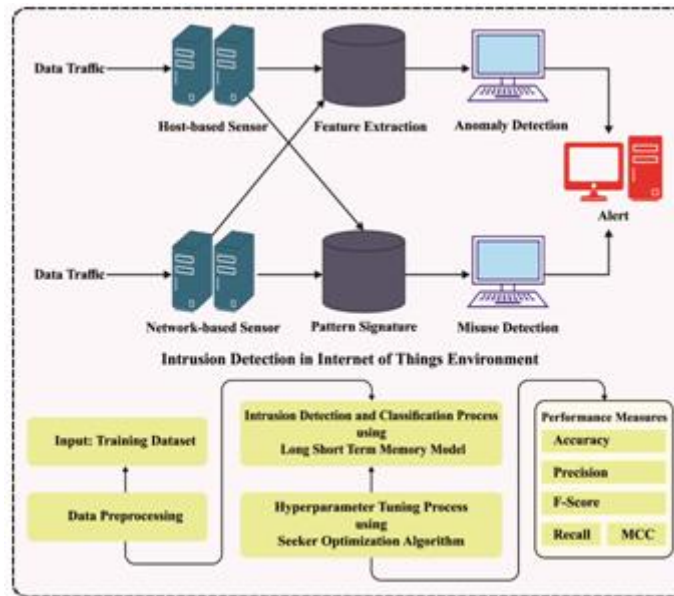 Data Traffic
Host-based Sensor
Feature Extraction
Anomaly Detection
Alert
Data Traffic
Network-based Sensor
Pattern Signature
Misuse Detection
Intrusion Detection in Internet of Things Environment
Input: Training Dataset
Data Preprocessing
Intrusion Detection and Classification Process
using
Long Short Term Memory Model
Hyperparameter Tuning Process
using
Seeker Optimization Algorithm
Performance Measures
Accuracy
Precision
F-Score
Recall
MCC